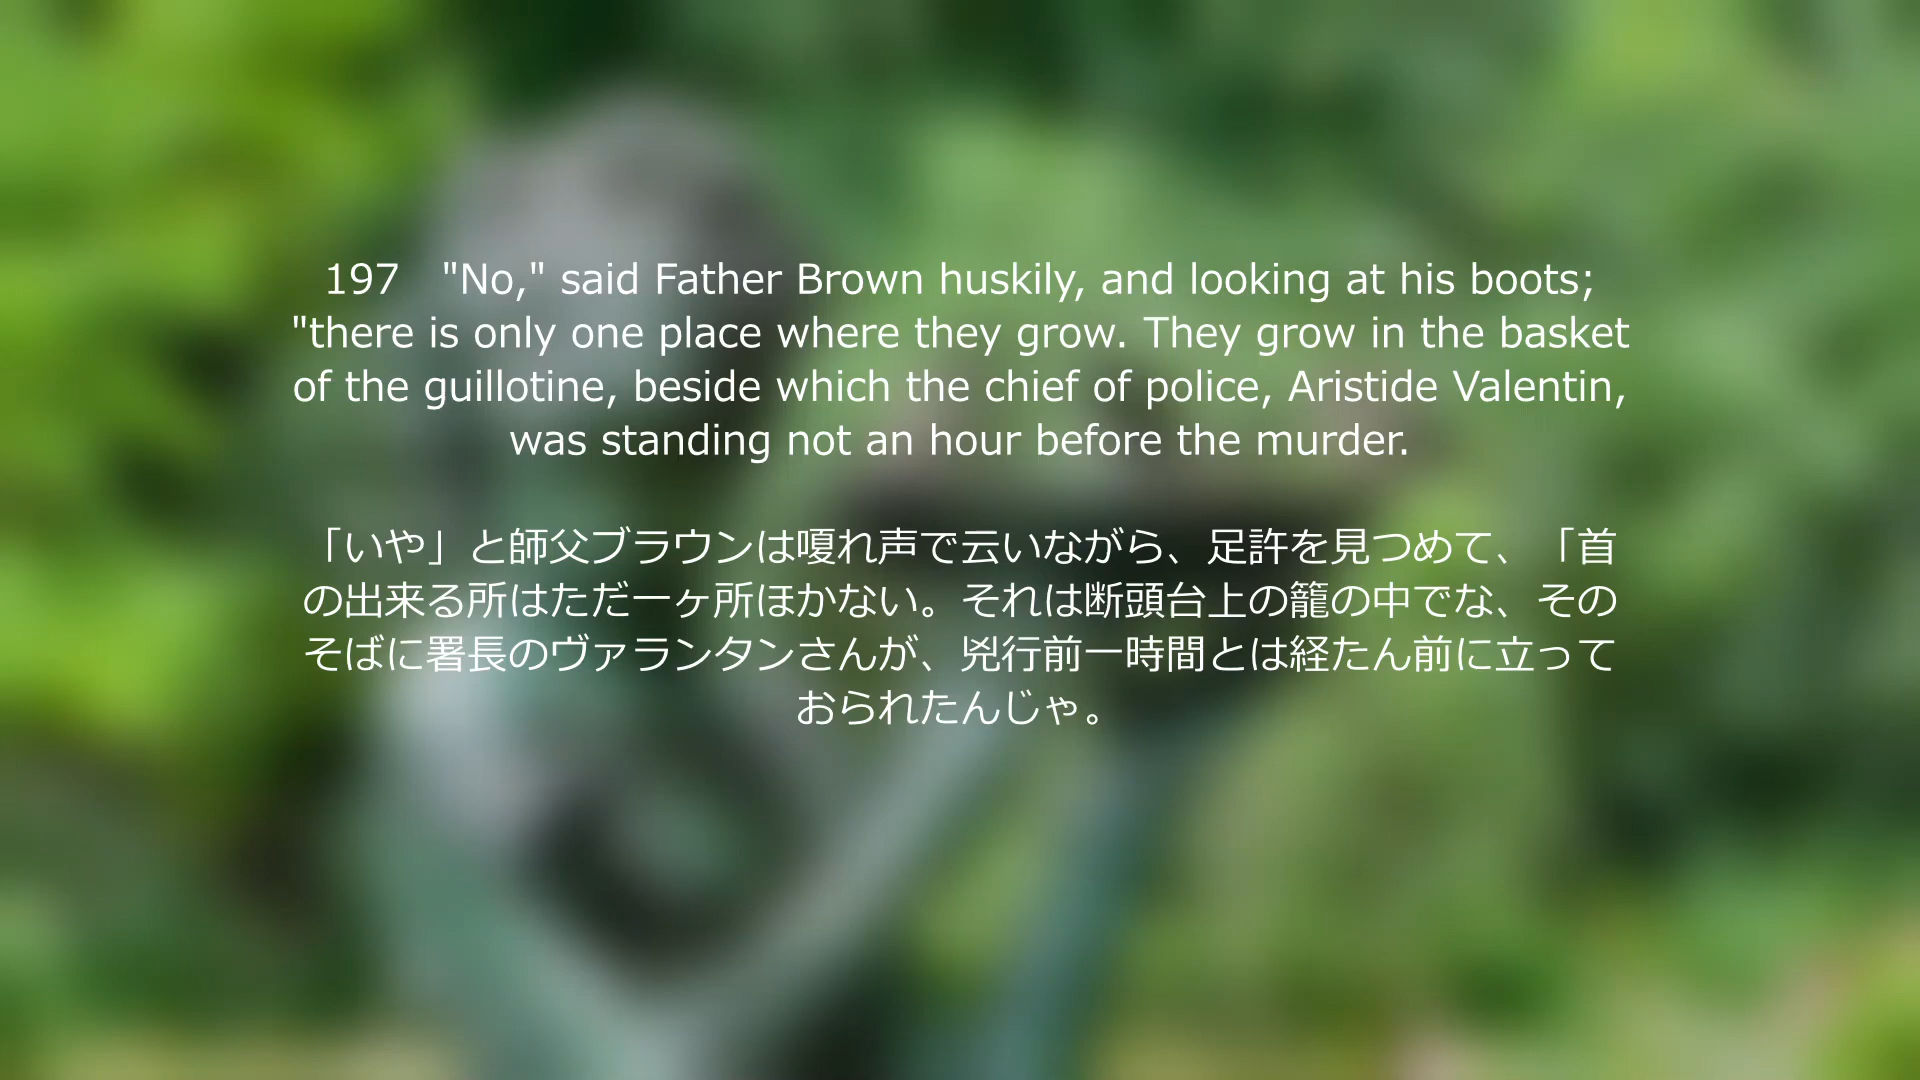 197　"No," said Father Brown huskily, and looking at his boots;
"there is only one place where they grow. They grow in the basket
of the guillotine, beside which the chief of police, Aristide Valentin,
was standing not an hour before the murder.
「いや」と師父ブラウンは嗄れ声で云いながら、足許を見つめて、「首
の出来る所はただ一ヶ所ほかない。それは断頭台上の籠の中でな、その
そばに署長のヴァランタンさんが、兇行前一時間とは経たん前に立って
おられたんじゃ。